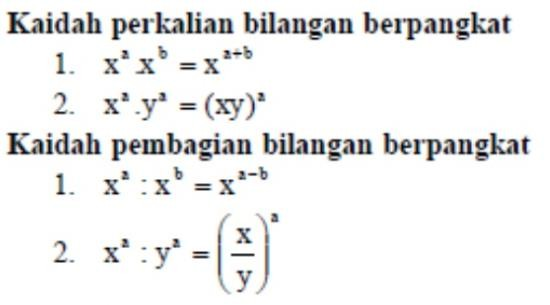 Kaidah perkalian bilangan berpangkat
1. xᵃ.xᵇ = xᵃ⁺ᵇ
2. xᵃ.yᵃ = (xy)ᵃ
Kaidah pembagian bilangan berpangkat
1. xᵃ : xᵇ = xᵃ⁻ᵇ
2. xᵃ : yᵃ = (x/y)ᵃ